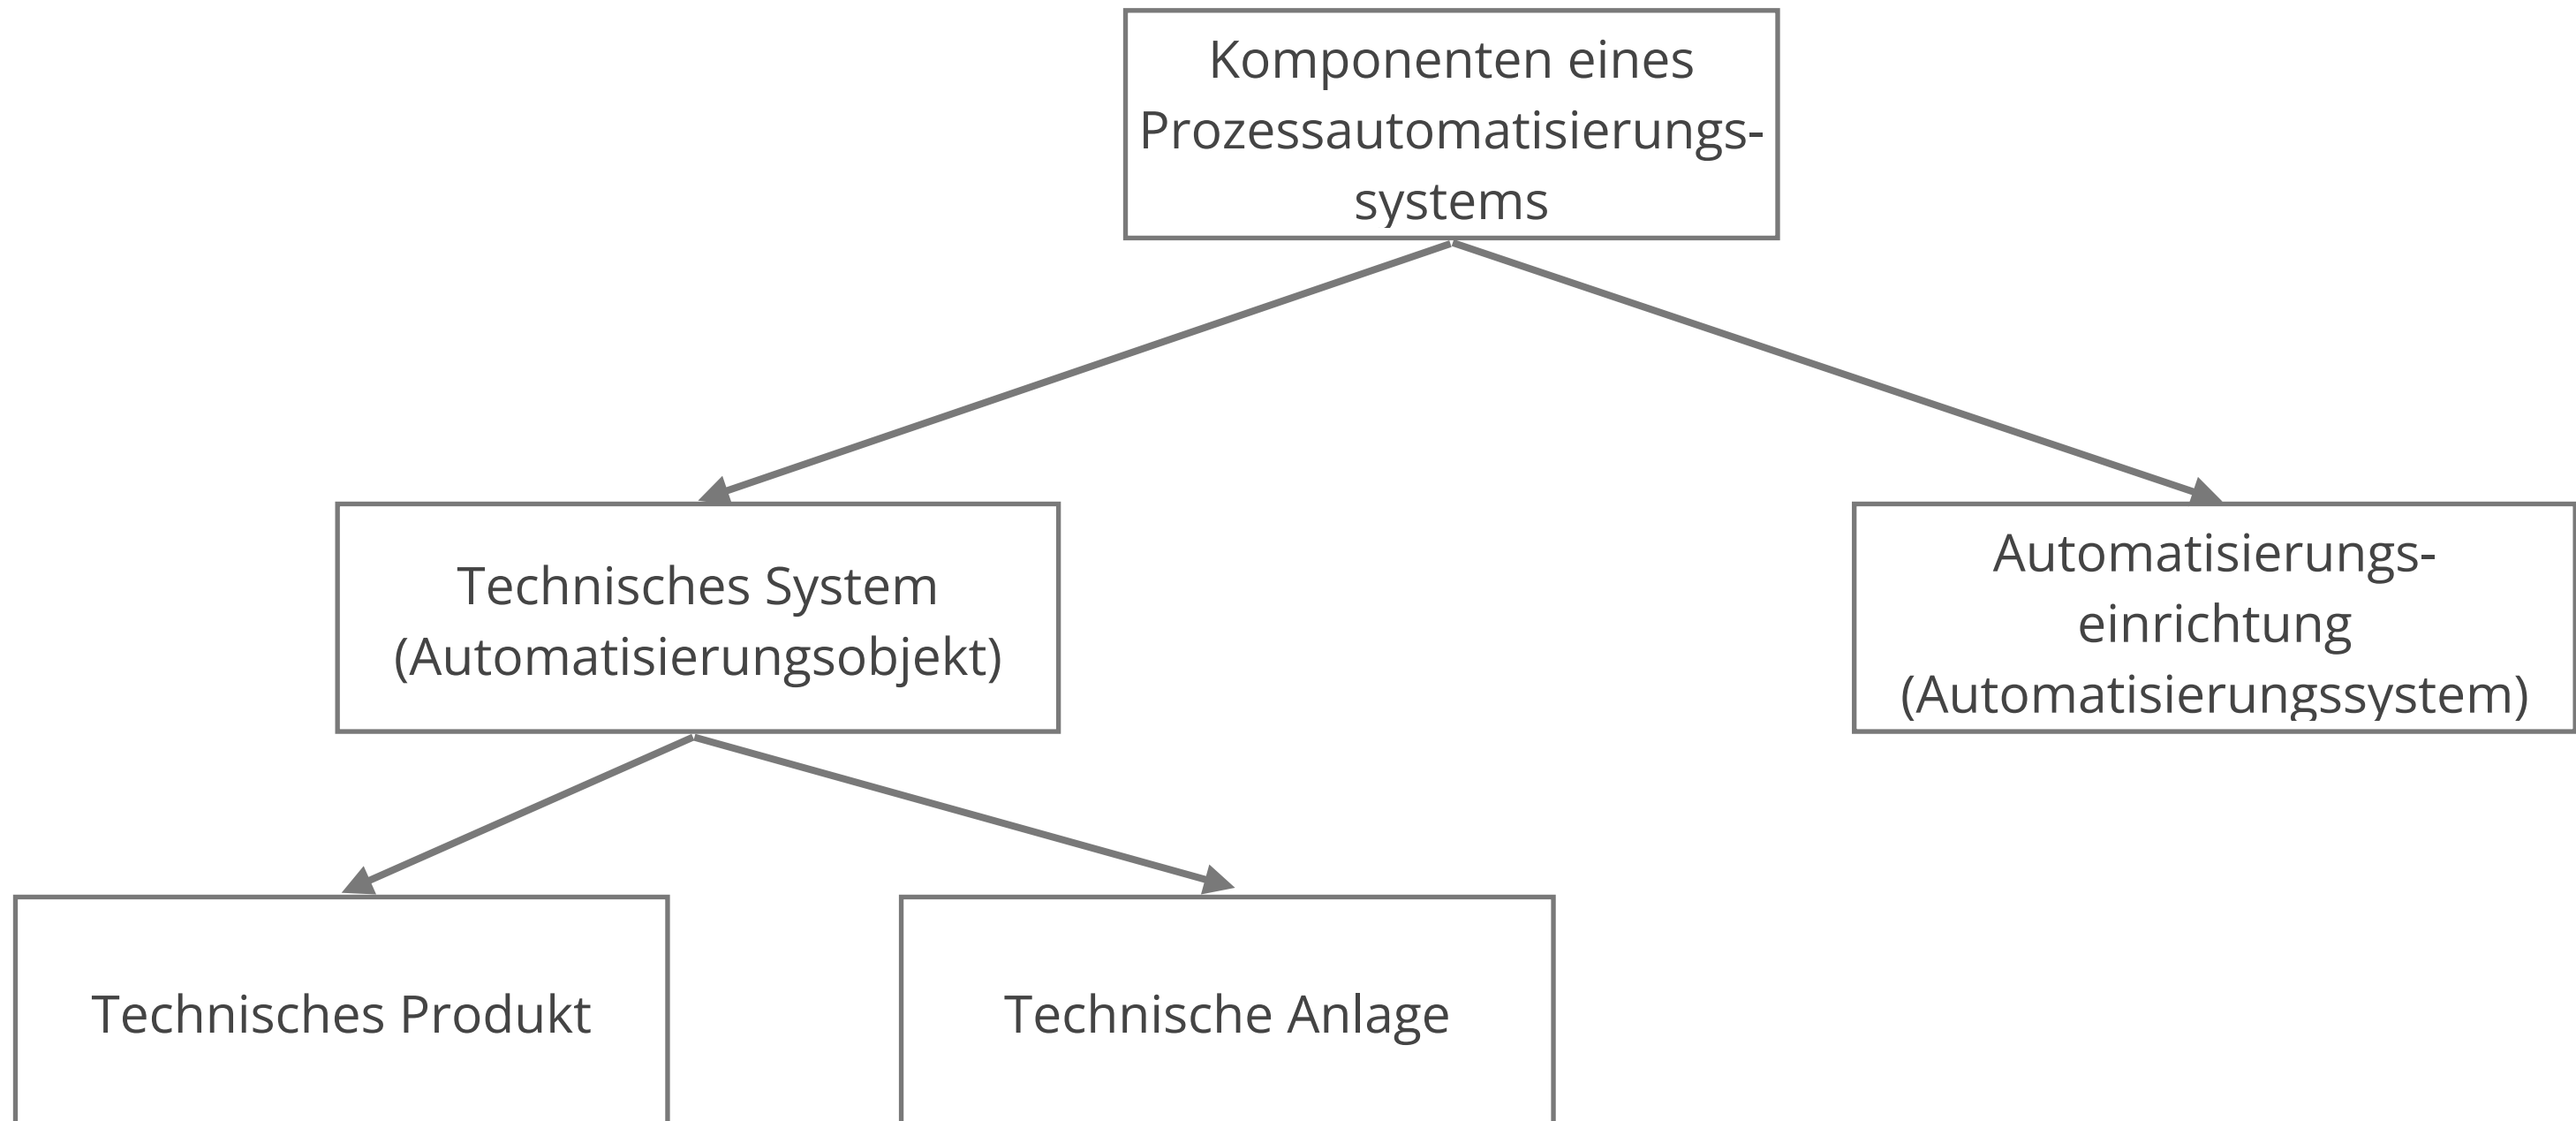 Komponenten eines
Prozessautomatisierungs-
systems
Technisches System
(Automatisierungsobjekt)
Automatisierungs-
einrichtung
(Automatisierungssystem)
Technisches Produkt
Technische Anlage